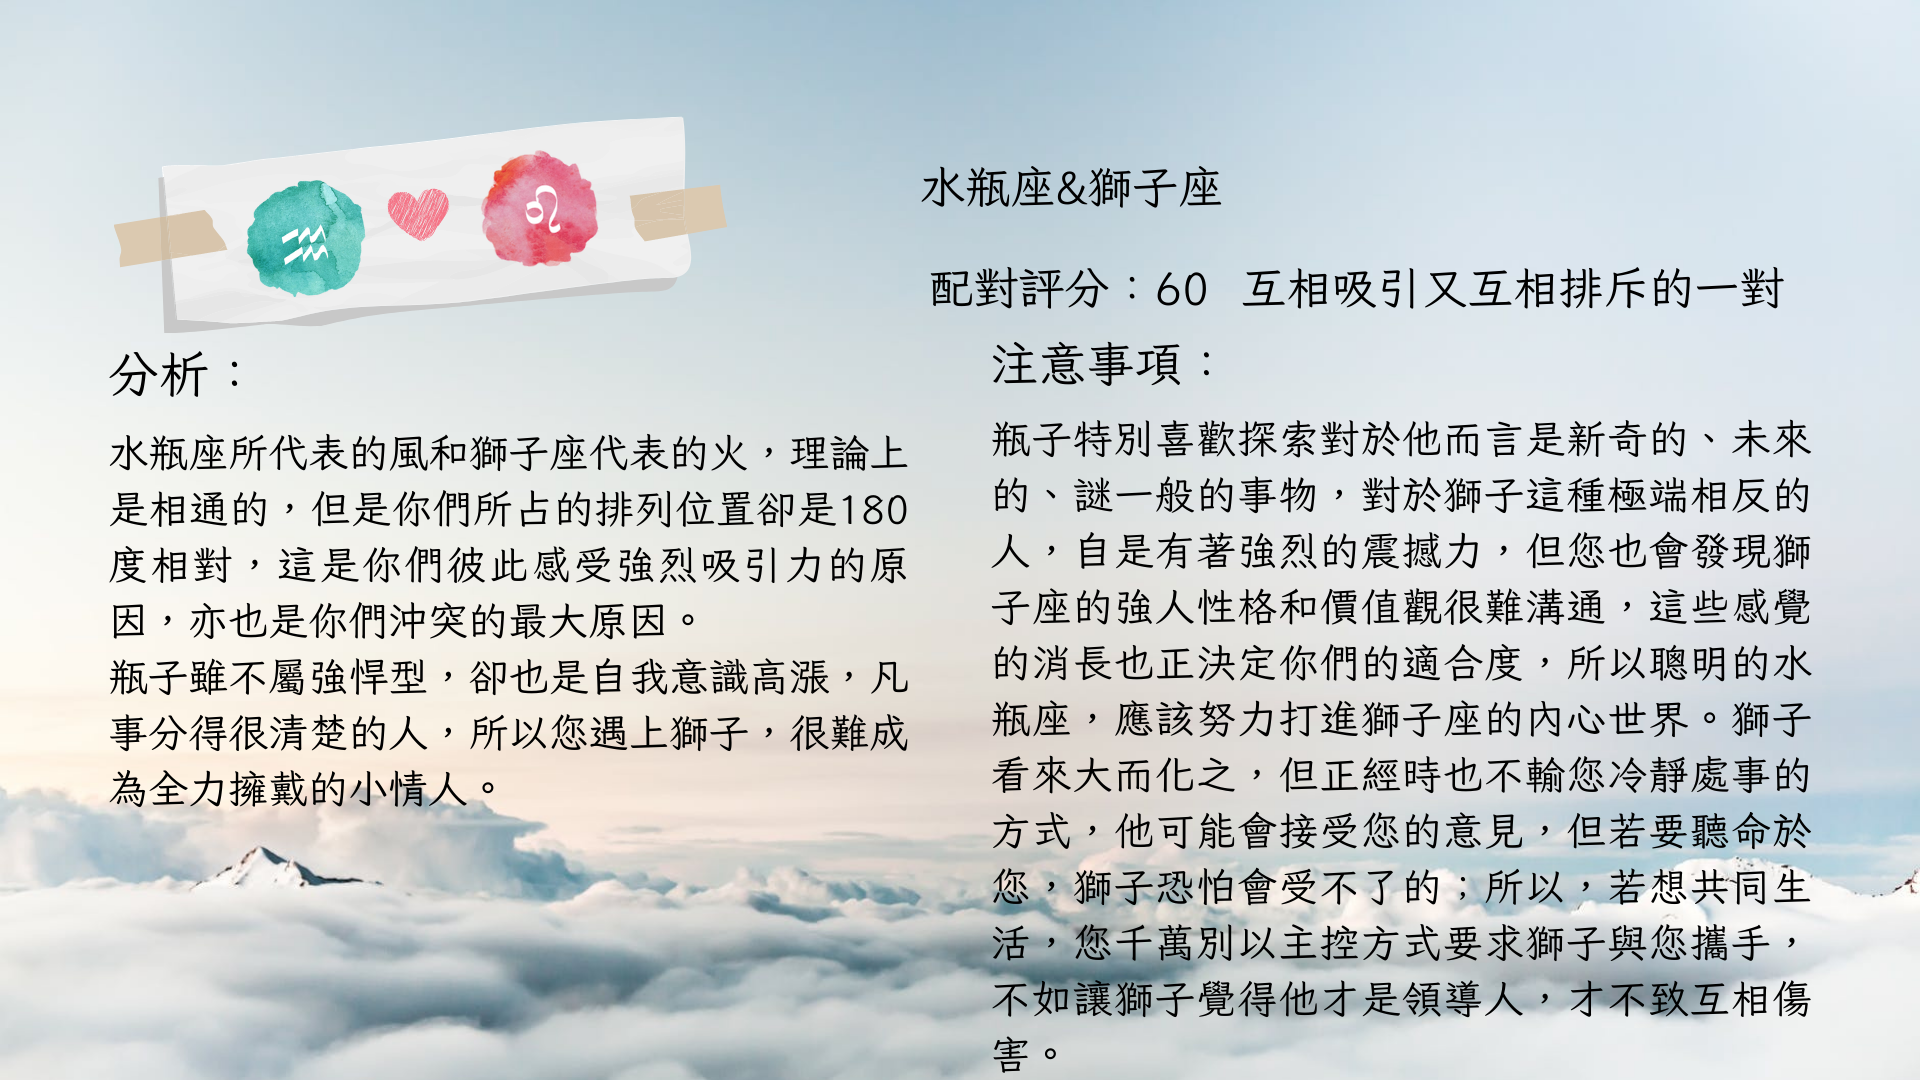 水瓶座&獅子座
配對評分：60 互相吸引又互相排斥的一對
分析：
水瓶座所代表的風和獅子座代表的火，理論上
是相通的，但是你們所占的排列位置卻是180
度相對，這是你們彼此感受強烈吸引力的原
因，亦也是你們沖突的最大原因。
瓶子雖不屬強悍型，卻也是自我意識高漲，凡
事分得很清楚的人，所以您遇上獅子，很難成
為全力擁戴的小情人。
注意事項：
瓶子特別喜歡探索對於他而言是新奇的、未來
的、謎一般的事物，對於獅子這種極端相反的
人，自是有著強烈的震撼力，但您也會發現獅
子座的強人性格和價值觀很難溝通，這些感覺
的消長也正決定你們的適合度，所以聰明的水
瓶座，應該努力打進獅子座的內心世界。獅子
看來大而化之，但正經時也不輸您冷靜處事的
方式，他可能會接受您的意見，但若要聽命於
您，獅子恐怕會受不了的；所以，若想共同生
活，您千萬別以主控方式要求獅子與您攜手，
不如讓獅子覺得他才是領導人，才不致互相傷
害。